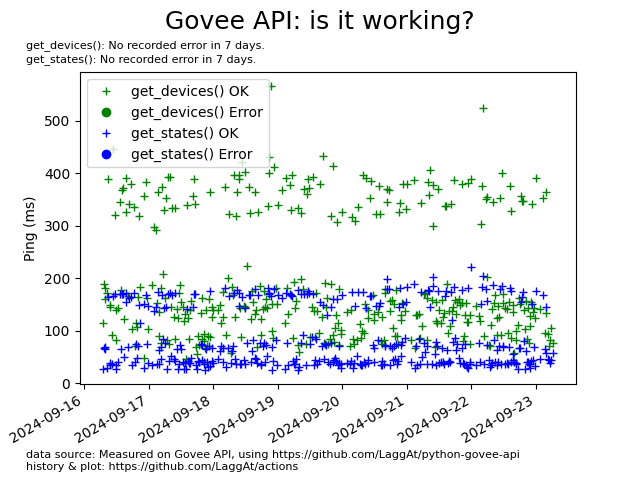 Govee API: is it working?
get_devices(): No recorded error in 7 days.
get_states(): No recorded error in 7 days.
get_devices() OK
get_devices() Error
get_states() OK
get_states() Error
Ping (ms)
500
400
300
200
100
0
2024-09-16
2024-09-17
2024-09-18
2024-09-19
2024-09-20
2024-09-21
2024-09-22
2024-09-23
data source: Measured on Govee API, using https://github.com/LaggAt/python-govee-api
history & plot: https://github.com/LaggAt/actions